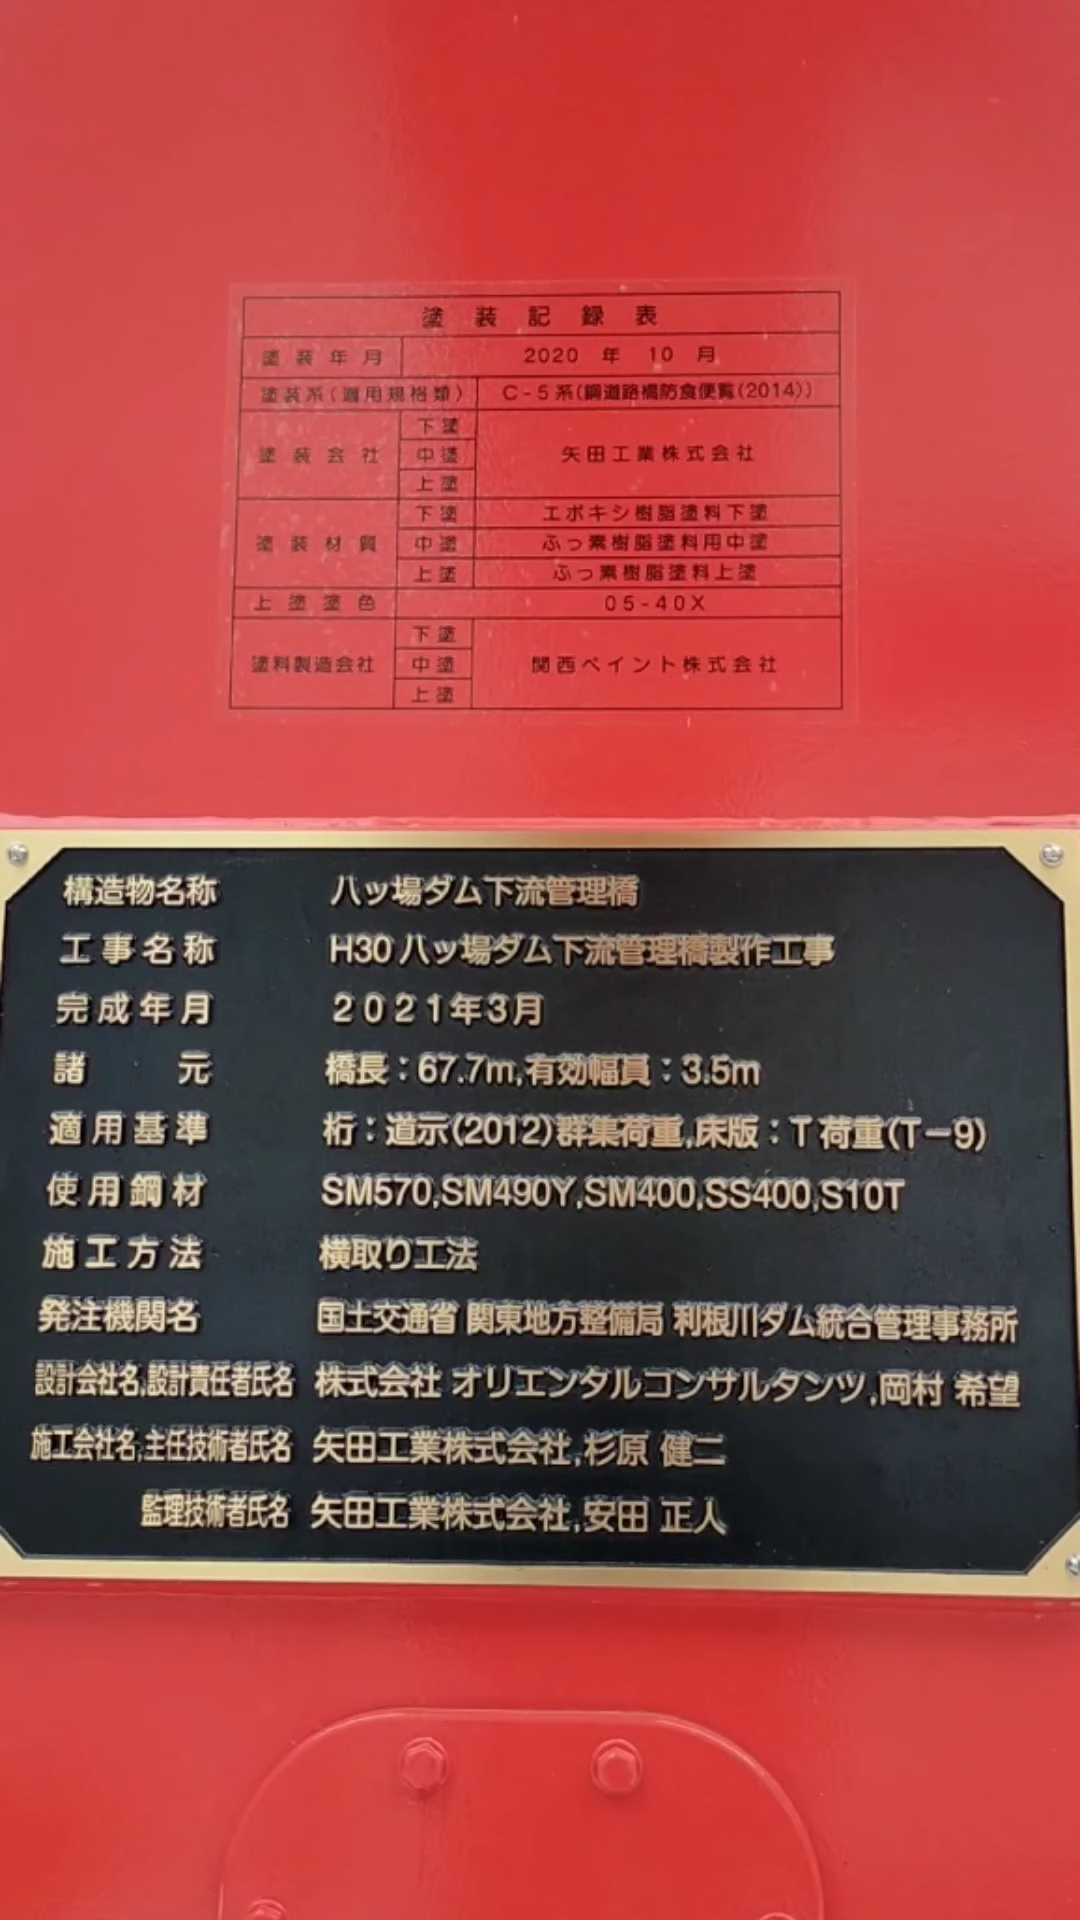 塗装記録表
塗装年月 2020年10月
塗装系(適用規格類) C-5系(鋼道路橋防食便覧(2014))
塗装会社 下塗 中塗 上塗 矢田工業株式会社
塗装材質 下塗 エポキシ樹脂塗料下塗
中塗 ふっ素樹脂塗料用中塗
上塗 ふっ素樹脂塗料上塗
上塗塗色 05-40X
塗料製造会社 下塗 中塗 上塗 関西ペイント株式会社
構造物名称 八ッ場ダム下流管理橋
工事名称 H30八ッ場ダム下流管理橋製作工事
完成年月 2021年3月
諸元 橋長:67.7m,有効幅員:3.5m
適用基準 桁:道示(2012)群集荷重,床版:T荷重(T-9)
使用鋼材 SM570,SM490Y,SM400,SS400,S10T
施工方法 横取り工法
発注機関名 国土交通省 関東地方整備局 利根川ダム統合管理事務所
設計会社名,設計責任者氏名 株式会社 オリエンタルコンサルタンツ,岡村 希望
施工会社名,主任技術者氏名 矢田工業株式会社,杉原 健二
監理技術者氏名 矢田工業株式会社,安田 正人